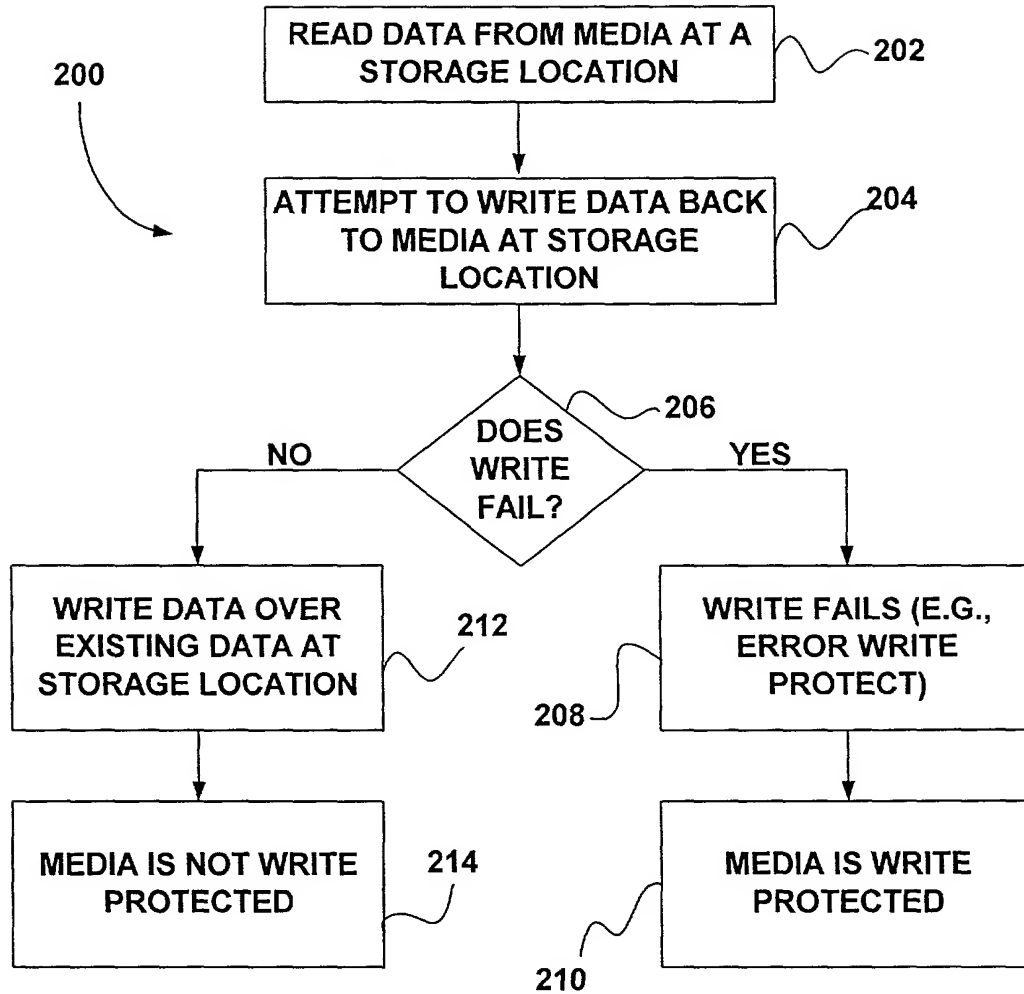 READ DATA FROM MEDIA AT A
STORAGE LOCATION
202
200
ATTEMPT TO WRITE DATA BACK
TO MEDIA AT STORAGE
LOCATION
204
206
DOES
WRITE
FAIL?
NO
YES
WRITE DATA OVER
EXISTING DATA AT
STORAGE LOCATION
212
WRITE FAILS (E.G.,
ERROR WRITE
PROTECT)
208
MEDIA IS NOT WRITE
PROTECTED
214
MEDIA IS WRITE
PROTECTED
210